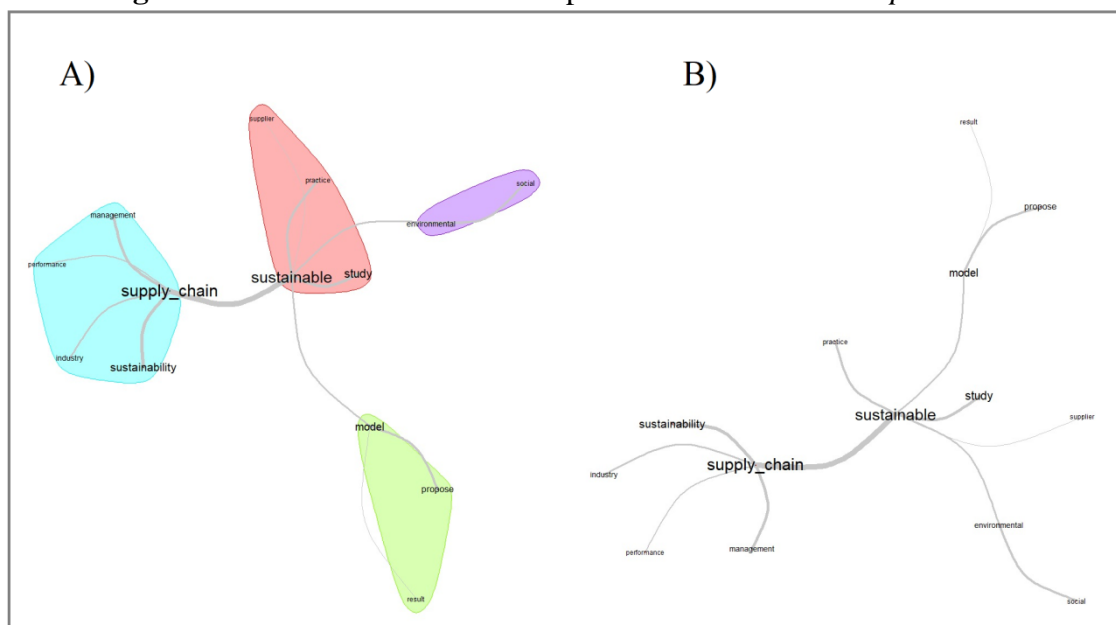 A)
supplier
practice
social
management
environmental
performance
sustainable
study
supply_chain
industry
sustainability
model
propose
result
B)
result
propose
model
practice
study
sustainable
supplier
sustainability
supply_chain
industry
environmental
performance
management
social